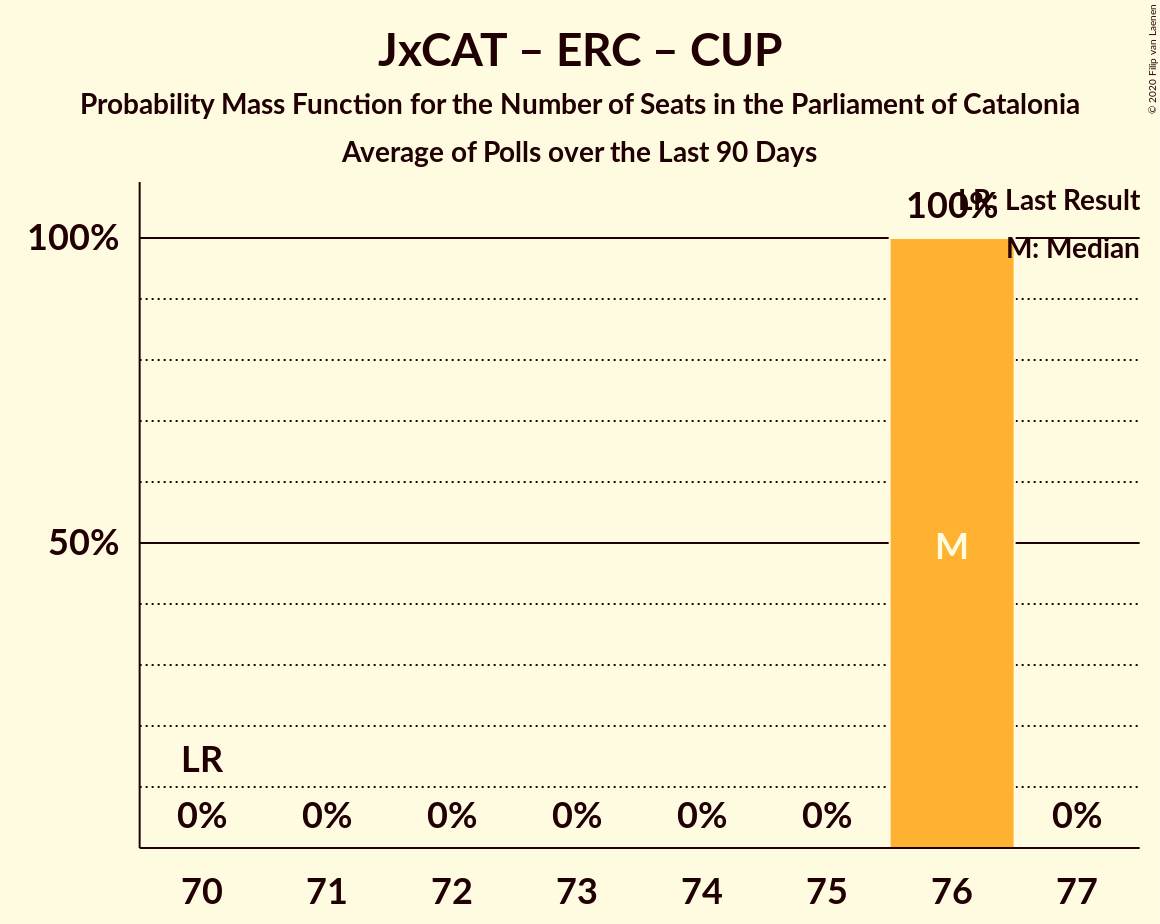 JxCAT – ERC – CUP
Probability Mass Function for the Number of Seats in the Parliament of Catalonia
Average of Polls over the Last 90 Days
© 2020 Filip van Laenen
100%
LR: Last Result
100%
M: Median
50%
M
LR
0% 0% 0% 0% 0% 0% 0%
70 71 72 73 74 75 76 77